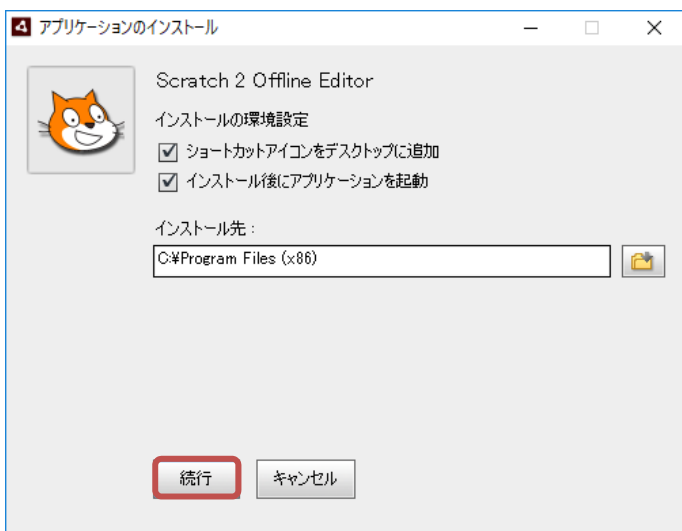 アプリケーションのインストール
Scratch 2 Offline Editor
インストールの環境設定
ショートカットアイコンをデスクトップに追加
インストール後にアプリケーションを起動
インストール先 :
C:¥Program Files (x86)
続行
キャンセル